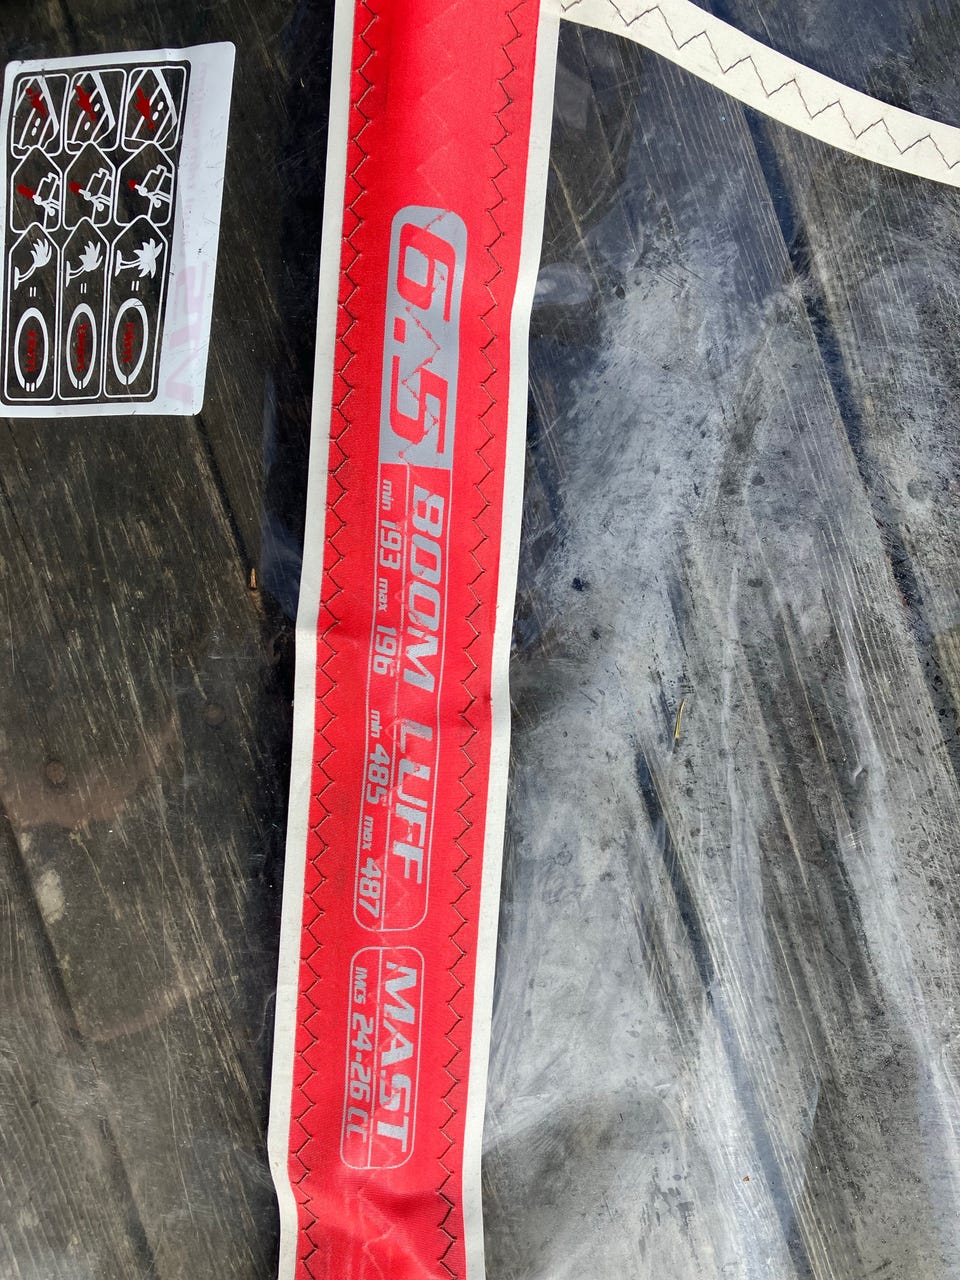 6.5
BOOM LUFF
min 193 max 196 min 485 max 487
MAST
IMCS 24-26 CC